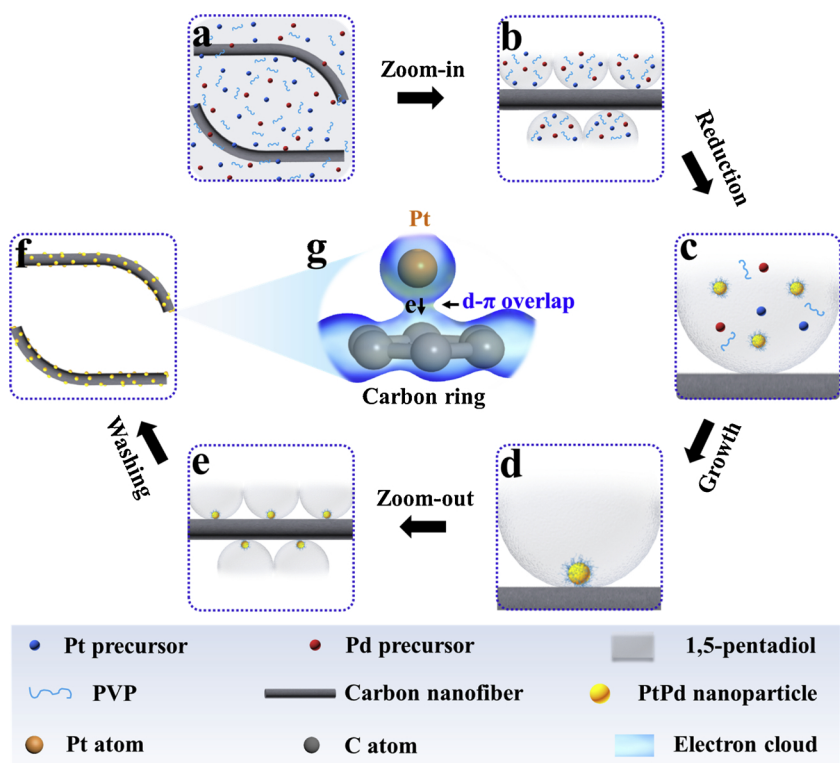 a
Zoom-in
b
Reduction
c
Growth
d
Zoom-out
e
Washing
f
g
Pt
e
d-π overlap
Carbon ring
Pt precursor
Pd precursor
1,5-pentadiol
PVP
Carbon nanofiber
PtPd nanoparticle
Pt atom
C atom
Electron cloud